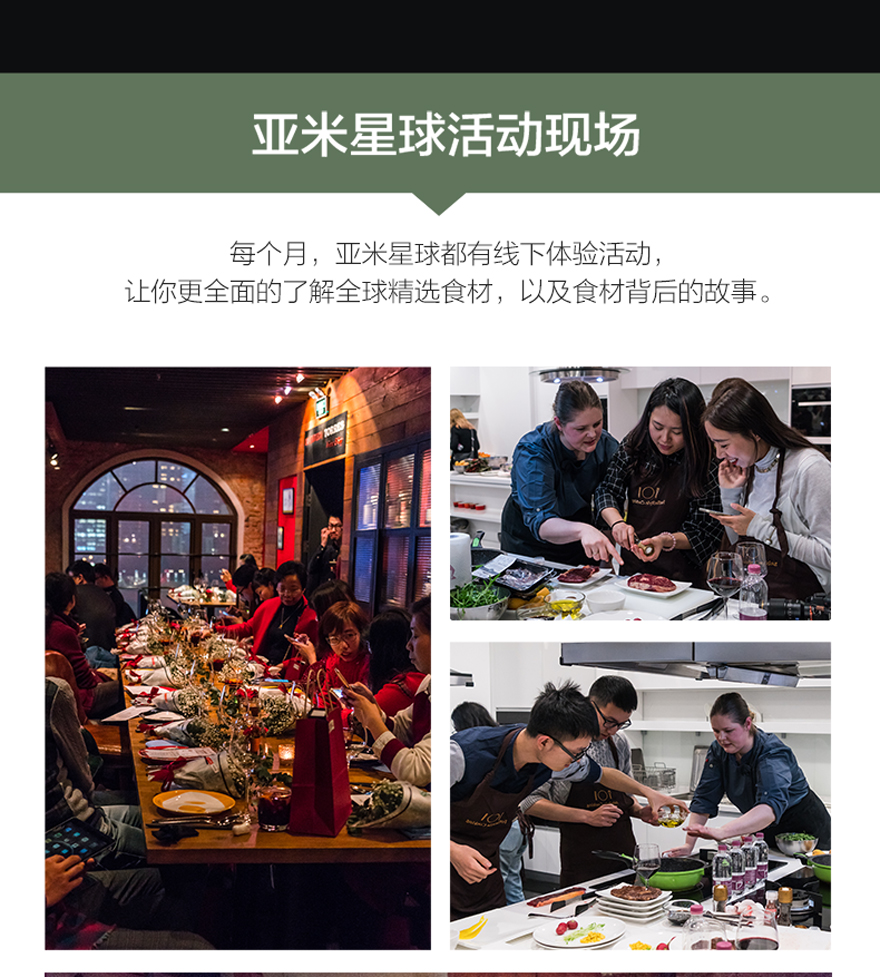 亚米星球活动现场
每个月，亚米星球都有线下体验活动，
让你更全面的了解全球精选食材，以及食材背后的故事。
TORRES